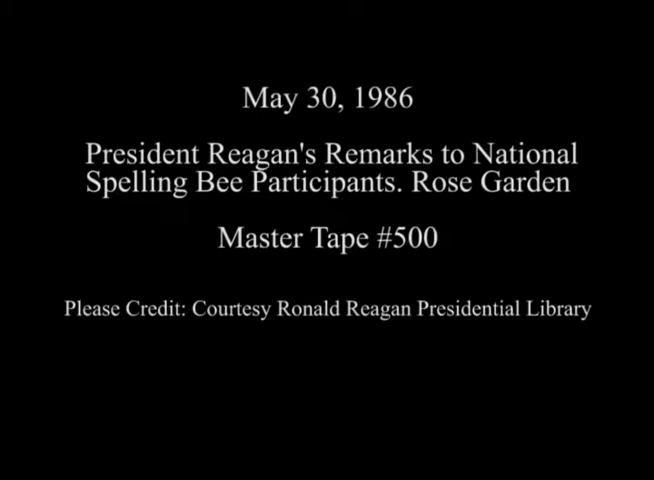 May 30, 1986
President Reagan's Remarks to National
Spelling Bee Participants. Rose Garden
Master Tape #500
Please Credit: Courtesy Ronald Reagan Presidential Library